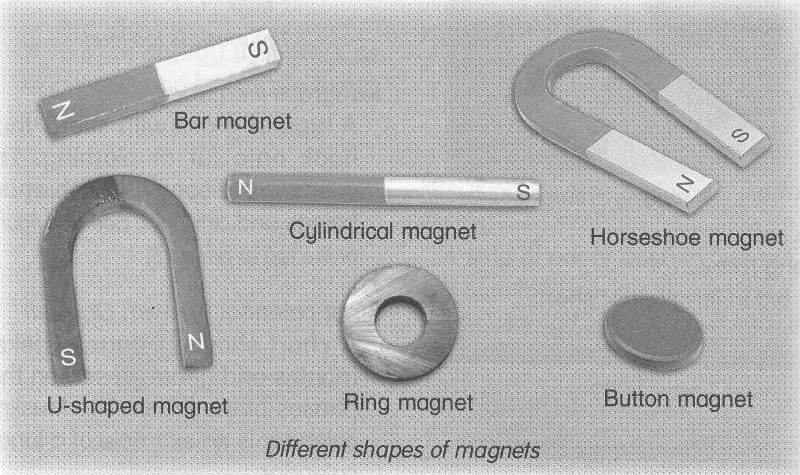 S
N
Bar magnet
S
N
Horseshoe magnet
N
S
Cylindrical magnet
S
N
U-shaped magnet
Ring magnet
Button magnet
Different shapes of magnets